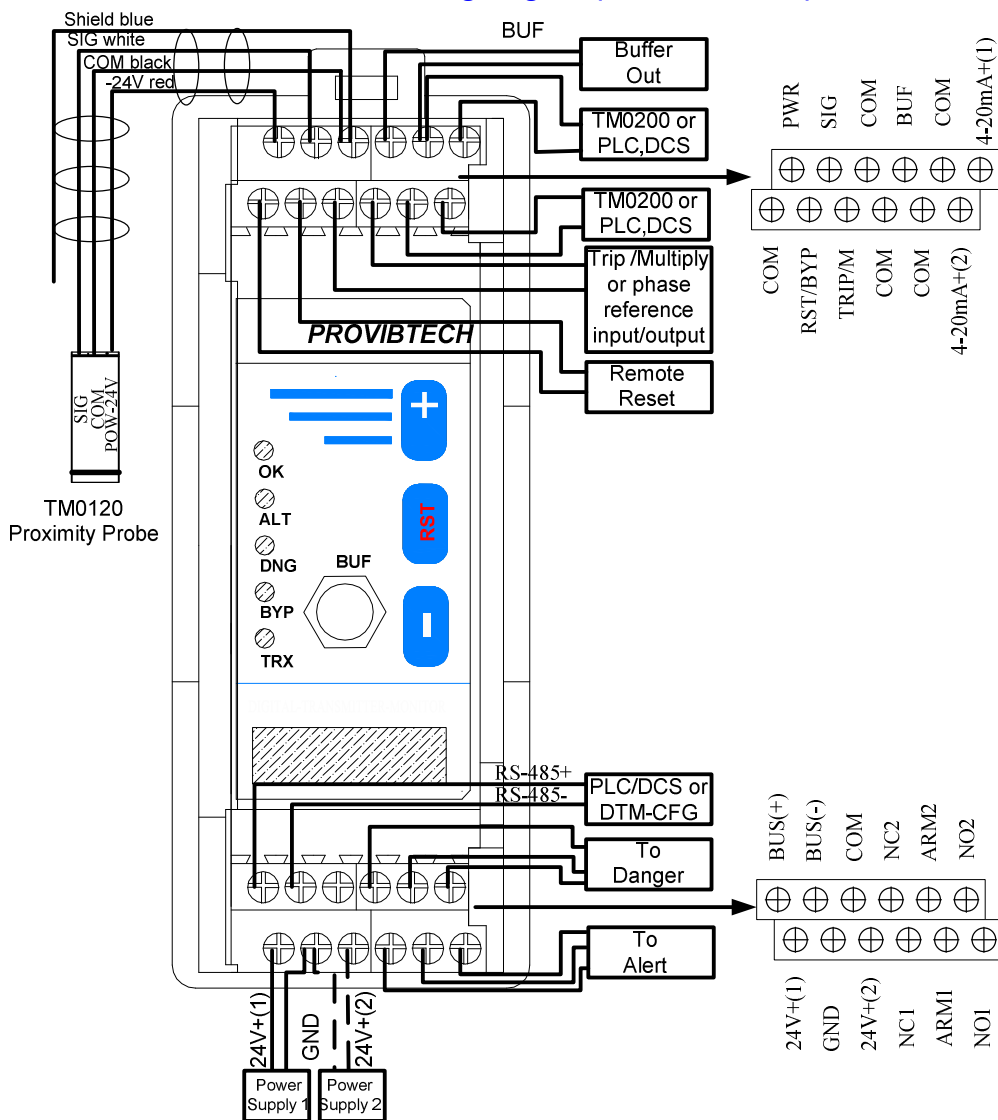 Shield blue
SIG white
COM black
-24V red
BUF
Buffer
Out
TM0200 or
PLC,DCS
TM0200 or
PLC,DCS
Trip /Multiply
or phase
reference
input/output
Remote
Reset
PWR
SIG
COM
BUF
COM
4-20mA+(1)
COM
RST/BYP
TRIP/M
COM
COM
4-20mA+(2)
SIG
COM
POW-24V
TM0120
Proximity Probe
PROVIBTECH
+
OK
ALT
DNG
BYP
TRX
RST
BUF
-
RS-485+
RS-485-
PLC/DCS or
DTM-CFG
To
Danger
To
Alert
BUS(+)
BUS(-)
COM
NC2
ARM2
NO2
24V+(1)
GND
24V+(2)
NC1
ARM1
NO1
24V+(1)
GND
24V+(2)
Power
Supply 1
Power
Supply 2